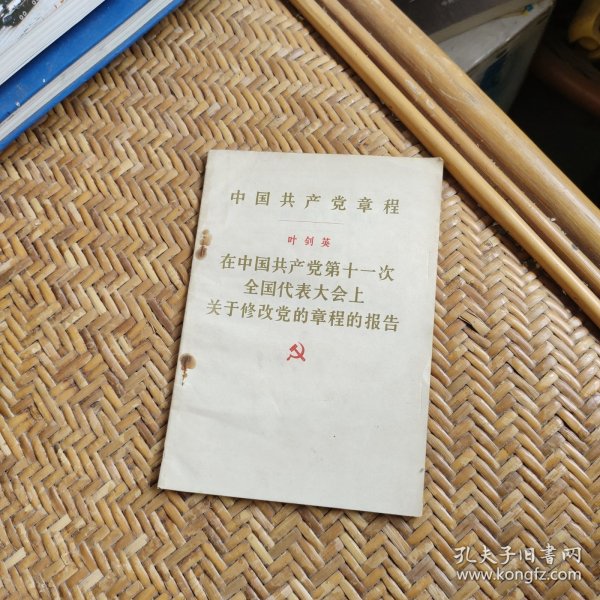 中国共产党章程
叶剑英
在中国共产党第十一次
全国代表大会上
关于修改党的章程的报告
孔夫子旧書网
www.kongfz.com